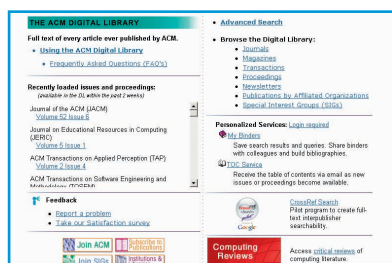 THE ACM DIGITAL LIBRARY
Full text of every article ever published by ACM.
Using the ACM Digital Library
Frequently Asked Questions (FAQ's)
Recently loaded issues and proceedings:
(available in the DL within the past 2 weeks)
Journal of the ACM (JACM)
Volume 52 Issue 6
Journal on Educational Resources in Computing
(JERIC)
Volume 5 Issue 1
ACM Transactions on Applied Perception (TAP)
Volume 2 Issue 4
ACM Transactions on Software Engineering and
Methodology (TOSEM)
Feedback
Report a problem
Take our Satisfaction survey
Join ACM
Subscribe to
Publications
Join SIGs
Institutions &
Advanced Search
Browse the Digital Library:
Journals
Magazines
Transactions
Proceedings
Newsletters
Publications by Affiliated Organizations
Special Interest Groups (SIGs)
Personalized Services: Login required
My Binders
Save search results and queries. Share binders
with colleagues and build bibliographies.
TOC Service
Receive the table of contents via email as new
issues or proceedings become available.
Google
CrossRef Search
Pilot program to create full-
text interpublisher
searchability.
Computing
Reviews
Access critical reviews of
computing literature.